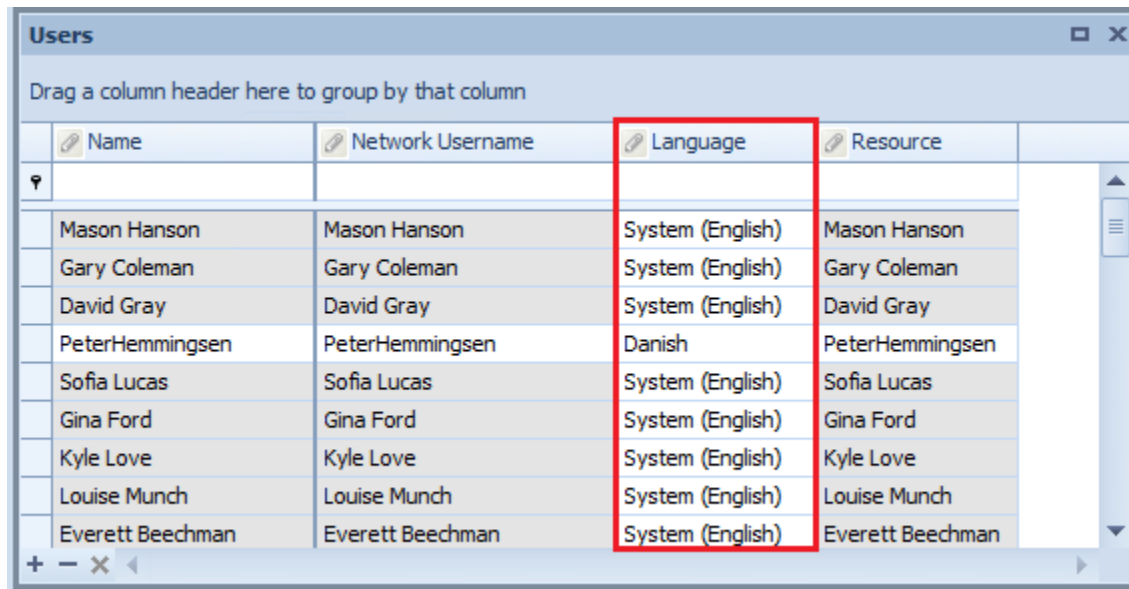 Users
Drag a column header here to group by that column
Name Network Username Language Resource
Mason Hanson Mason Hanson System (English) Mason Hanson
Gary Coleman Gary Coleman System (English) Gary Coleman
David Gray David Gray System (English) David Gray
PeterHemmingsen PeterHemmingsen Danish PeterHemmingsen
Sofia Lucas Sofia Lucas System (English) Sofia Lucas
Gina Ford Gina Ford System (English) Gina Ford
Kyle Love Kyle Love System (English) Kyle Love
Louise Munch Louise Munch System (English) Louise Munch
Everett Beechman Everett Beechman System (English) Everett Beechman